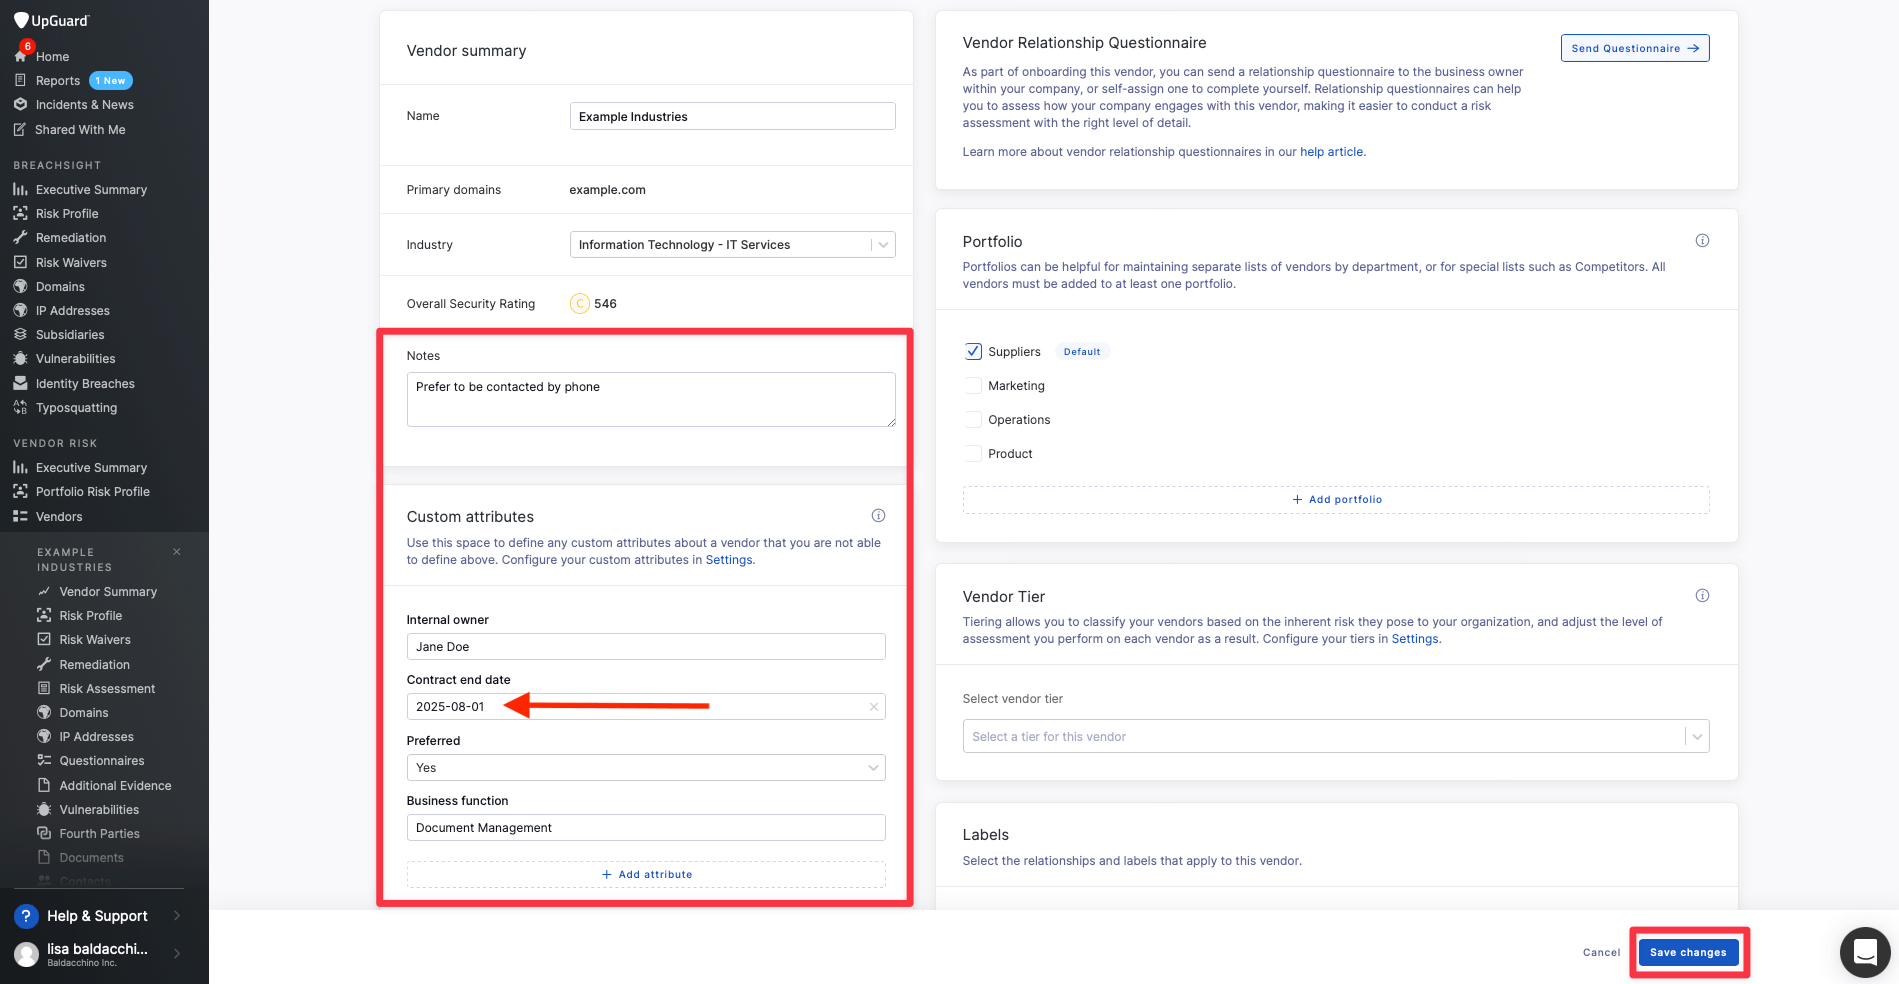 UpGuard
6
Home
Reports 1 New
Incidents & News
Shared With Me
BREACHSIGHT
Executive Summary
Risk Profile
Remediation
Risk Waivers
Domains
IP Addresses
Subsidiaries
Vulnerabilities
Identity Breaches
Typosquatting
VENDOR RISK
Executive Summary
Portfolio Risk Profile
Vendors
EXAMPLE
INDUSTRIES
Vendor Summary
Risk Profile
Risk Waivers
Remediation
Risk Assessment
Domains
IP Addresses
Questionnaires
Additional Evidence
Vulnerabilities
Fourth Parties
Documents
Contacts
? Help & Support
lisa baldacchi...
Baldacchino Inc.
Vendor summary
Name
Example Industries
Primary domains
example.com
Industry
Information Technology - IT Services
Overall Security Rating
C 546
Notes
Prefer to be contacted by phone
Custom attributes
Use this space to define any custom attributes about a vendor that you are not able
to define above. Configure your custom attributes in Settings.
Internal owner
Jane Doe
Contract end date
2025-08-01
Preferred
Yes
Business function
Document Management
+ Add attribute
Vendor Relationship Questionnaire
Send Questionnaire →
As part of onboarding this vendor, you can send a relationship questionnaire to the business owner
within your company, or self-assign one to complete yourself. Relationship questionnaires can help
you to assess how your company engages with this vendor, making it easier to conduct a risk
assessment with the right level of detail.
Learn more about vendor relationship questionnaires in our help article.
Portfolio
Portfolios can be helpful for maintaining separate lists of vendors by department, or for special lists such as Competitors. All
vendors must be added to at least one portfolio.
Suppliers Default
Marketing
Operations
Product
+ Add portfolio
Vendor Tier
Tiering allows you to classify your vendors based on the inherent risk they pose to your organization, and adjust the level of
assessment you perform on each vendor as a result. Configure your tiers in Settings.
Select vendor tier
Select a tier for this vendor
Labels
Select the relationships and labels that apply to this vendor.
Cancel
Save changes